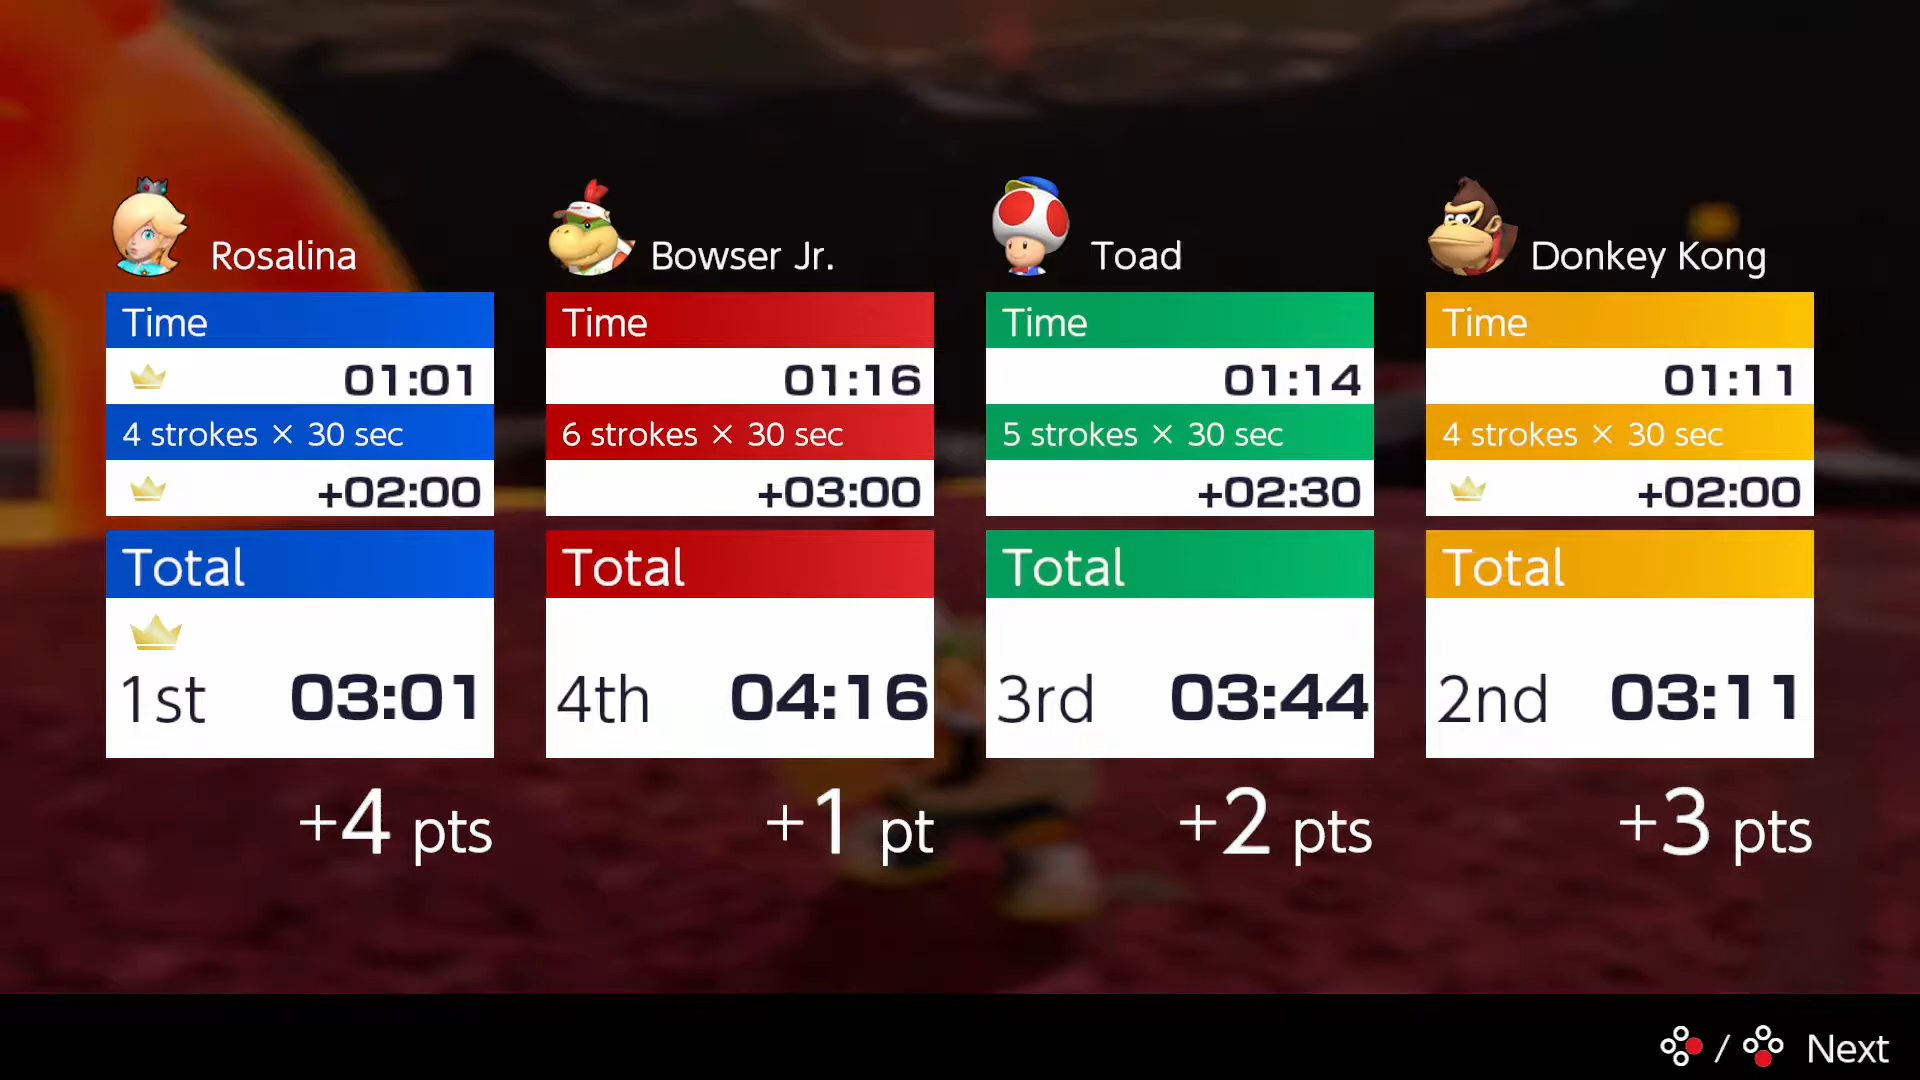 Rosalina
Time
01:01
4 strokes × 30 sec
+02:00
Total
1st 03:01
+4 pts
Bowser Jr.
Time
01:16
6 strokes × 30 sec
+03:00
Total
4th 04:16
+1 pt
Toad
Time
01:14
5 strokes × 30 sec
+02:30
Total
3rd 03:44
+2 pts
Donkey Kong
Time
01:11
4 strokes × 30 sec
+02:00
Total
2nd 03:11
+3 pts
/ Next